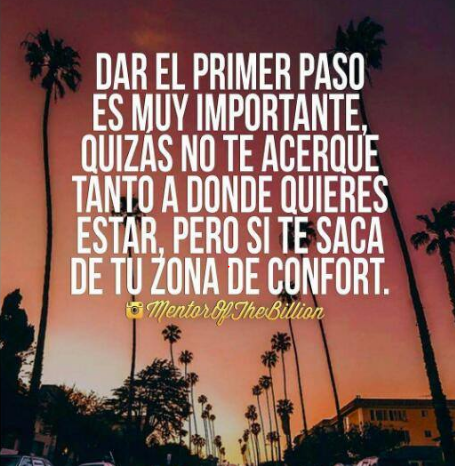 DAR EL PRIMER PASO
ES MUY IMPORTANTE,
QUIZÁS NO TE ACERQUE
TANTO A DONDE QUIERES
ESTAR, PERO SI TE SACA
DE TU ZONA DE CONFORT.
MentorOfTheBillion